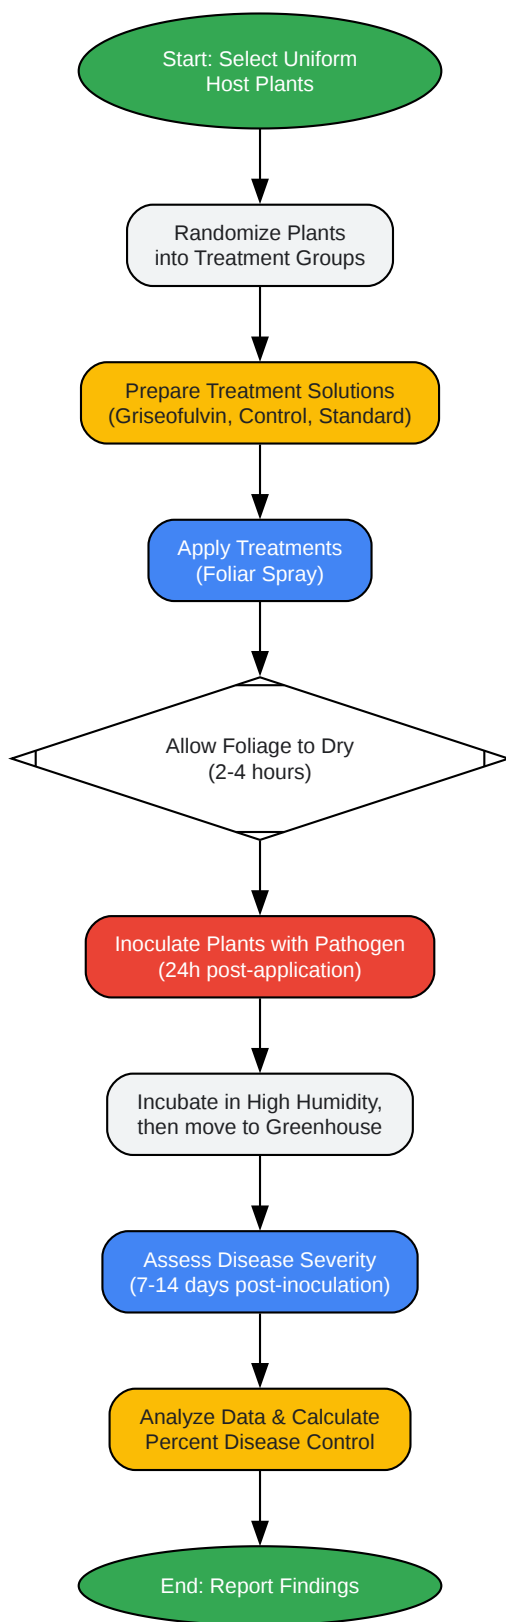 Start: Select Uniform
Host Plants
Randomize Plants
into Treatment Groups
Prepare Treatment Solutions
(Griseofulvin, Control, Standard)
Apply Treatments
(Foliar Spray)
Allow Foliage to Dry
(2-4 hours)
Inoculate Plants with Pathogen
(24h post-application)
Incubate in High Humidity,
then move to Greenhouse
Assess Disease Severity
(7-14 days post-inoculation)
Analyze Data & Calculate
Percent Disease Control
End: Report Findings